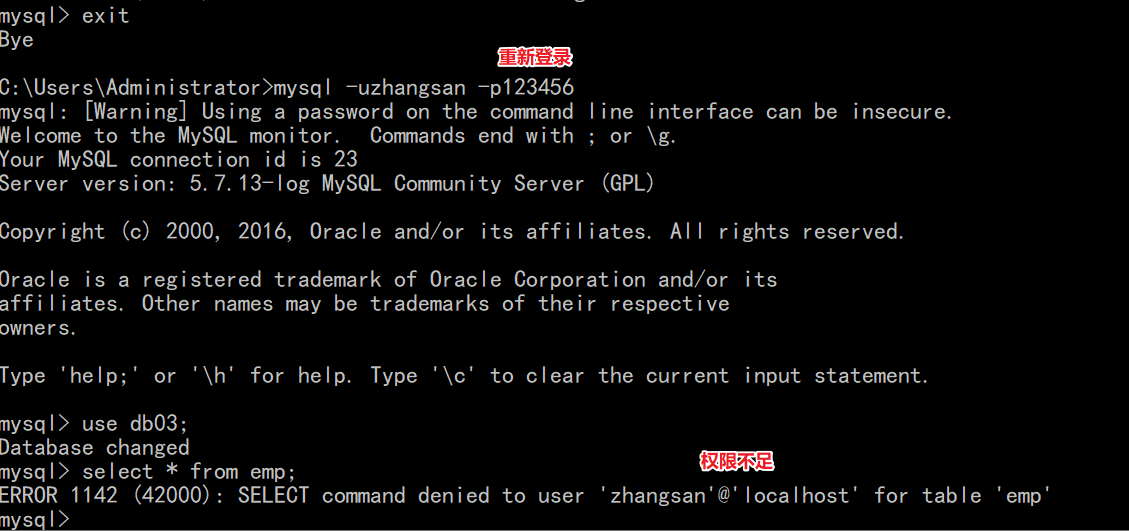 mysql> exit
Bye
重新登录
C:\Users\Administrator>mysql -uzhangsan -p123456
mysql: [Warning] Using a password on the command line interface can be insecure.
Welcome to the MySQL monitor.  Commands end with ; or \g.
Your MySQL connection id is 23
Server version: 5.7.13-log MySQL Community Server (GPL)
Copyright (c) 2000, 2016, Oracle and/or its affiliates. All rights reserved.
Oracle is a registered trademark of Oracle Corporation and/or its
affiliates. Other names may be trademarks of their respective
owners.
Type 'help;' or '\h' for help. Type '\c' to clear the current input statement.
mysql> use db03;
Database changed
mysql> select * from emp;
权限不足
ERROR 1142 (42000): SELECT command denied to user 'zhangsan'@'localhost' for table 'emp'
mysql>